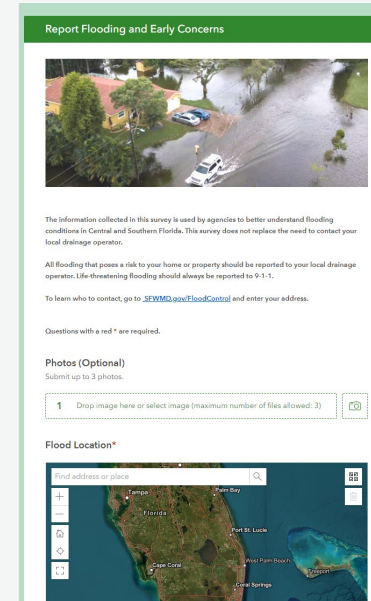 Report Flooding and Early Concerns
The information collected in this survey is used by agencies to better understand flooding
conditions in Central and Southern Florida. This survey does not replace the need to contact your
local drainage operator.
All flooding that poses a risk to your home or property should be reported to your local drainage
operator. Life-threatening flooding should always be reported to 9-1-1.
To learn who to contact, go to SFWMD.gov/FloodControl and enter your address.
Questions with a red * are required.
Photos (Optional)
Submit up to 3 photos.
1 Drop image here or select image (maximum number of files allowed: 3)
Flood Location*
Find address or place
Tampa
Palm Bay
Florida
Port St. Lucie
West Palm Beach
Freeport
Cape Coral
Coral Springs